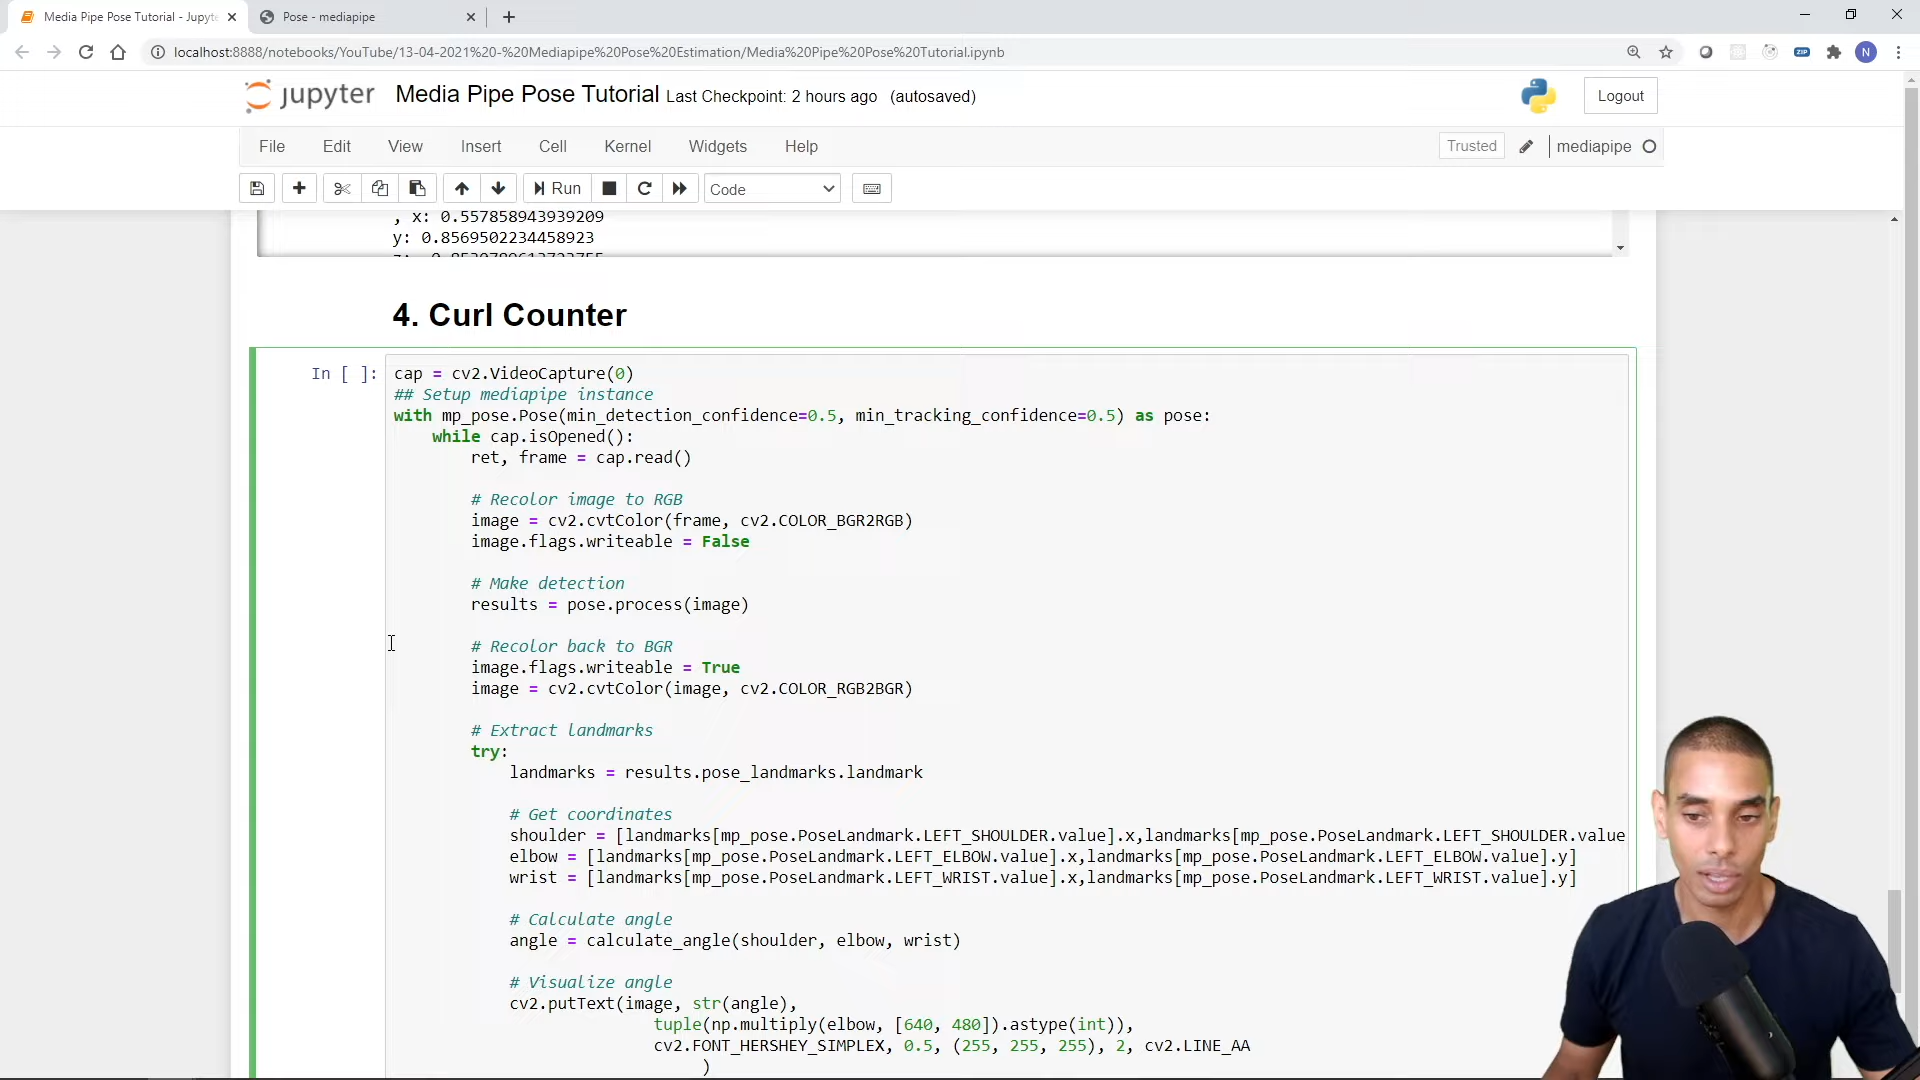 Media Pipe Pose Tutorial - Jupyte
Pose - mediapipe
localhost:8888/notebooks/YouTube/13-04-2021%20-%20Mediapipe%20Pose%20Estimation/Media%20Pipe%20Pose%20Tutorial.ipynb
ZIP
N
jupyter Media Pipe Pose Tutorial Last Checkpoint: 2 hours ago (autosaved)
Logout
File Edit View Insert Cell Kernel Widgets Help
Trusted mediapipe
Run Code
, x: 0.557858943939209
y: 0.8569502234458923
4. Curl Counter
In [ ]: cap = cv2.VideoCapture(0)
## Setup mediapipe instance
with mp_pose.Pose(min_detection_confidence=0.5, min_tracking_confidence=0.5) as pose:
while cap.isOpened():
ret, frame = cap.read()
# Recolor image to RGB
image = cv2.cvtColor(frame, cv2.COLOR_BGR2RGB)
image.flags.writeable = False
# Make detection
results = pose.process(image)
# Recolor back to BGR
image.flags.writeable = True
image = cv2.cvtColor(image, cv2.COLOR_RGB2BGR)
# Extract landmarks
try:
landmarks = results.pose_landmarks.landmark
# Get coordinates
shoulder = [landmarks[mp_pose.PoseLandmark.LEFT_SHOULDER.value].x,landmarks[mp_pose.PoseLandmark.LEFT_SHOULDER.value
elbow = [landmarks[mp_pose.PoseLandmark.LEFT_ELBOW.value].x,landmarks[mp_pose.PoseLandmark.LEFT_ELBOW.value].y]
wrist = [landmarks[mp_pose.PoseLandmark.LEFT_WRIST.value].x,landmarks[mp_pose.PoseLandmark.LEFT_WRIST.value].y]
# Calculate angle
angle = calculate_angle(shoulder, elbow, wrist)
# Visualize angle
cv2.putText(image, str(angle),
tuple(np.multiply(elbow, [640, 480]).astype(int)),
cv2.FONT_HERSHEY_SIMPLEX, 0.5, (255, 255, 255), 2, cv2.LINE_AA
)